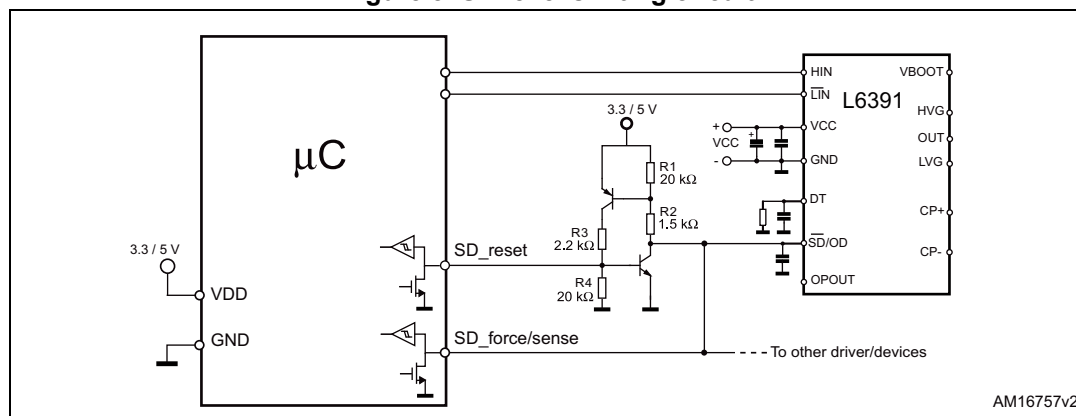 HIN
VBOOT
LIN
L6391
3.3 / 5 V
HVG
+
VCC
VCC
OUT
-
GND
LVG
µC
R1
20 kΩ
DT
CP+
R2
1.5 kΩ
R3
2.2 kΩ
SD/OD
CP-
3.3 / 5 V
SD_reset
R4
20 kΩ
OPOUT
VDD
GND
SD_force/sense
To other driver/devices
AM16757v2